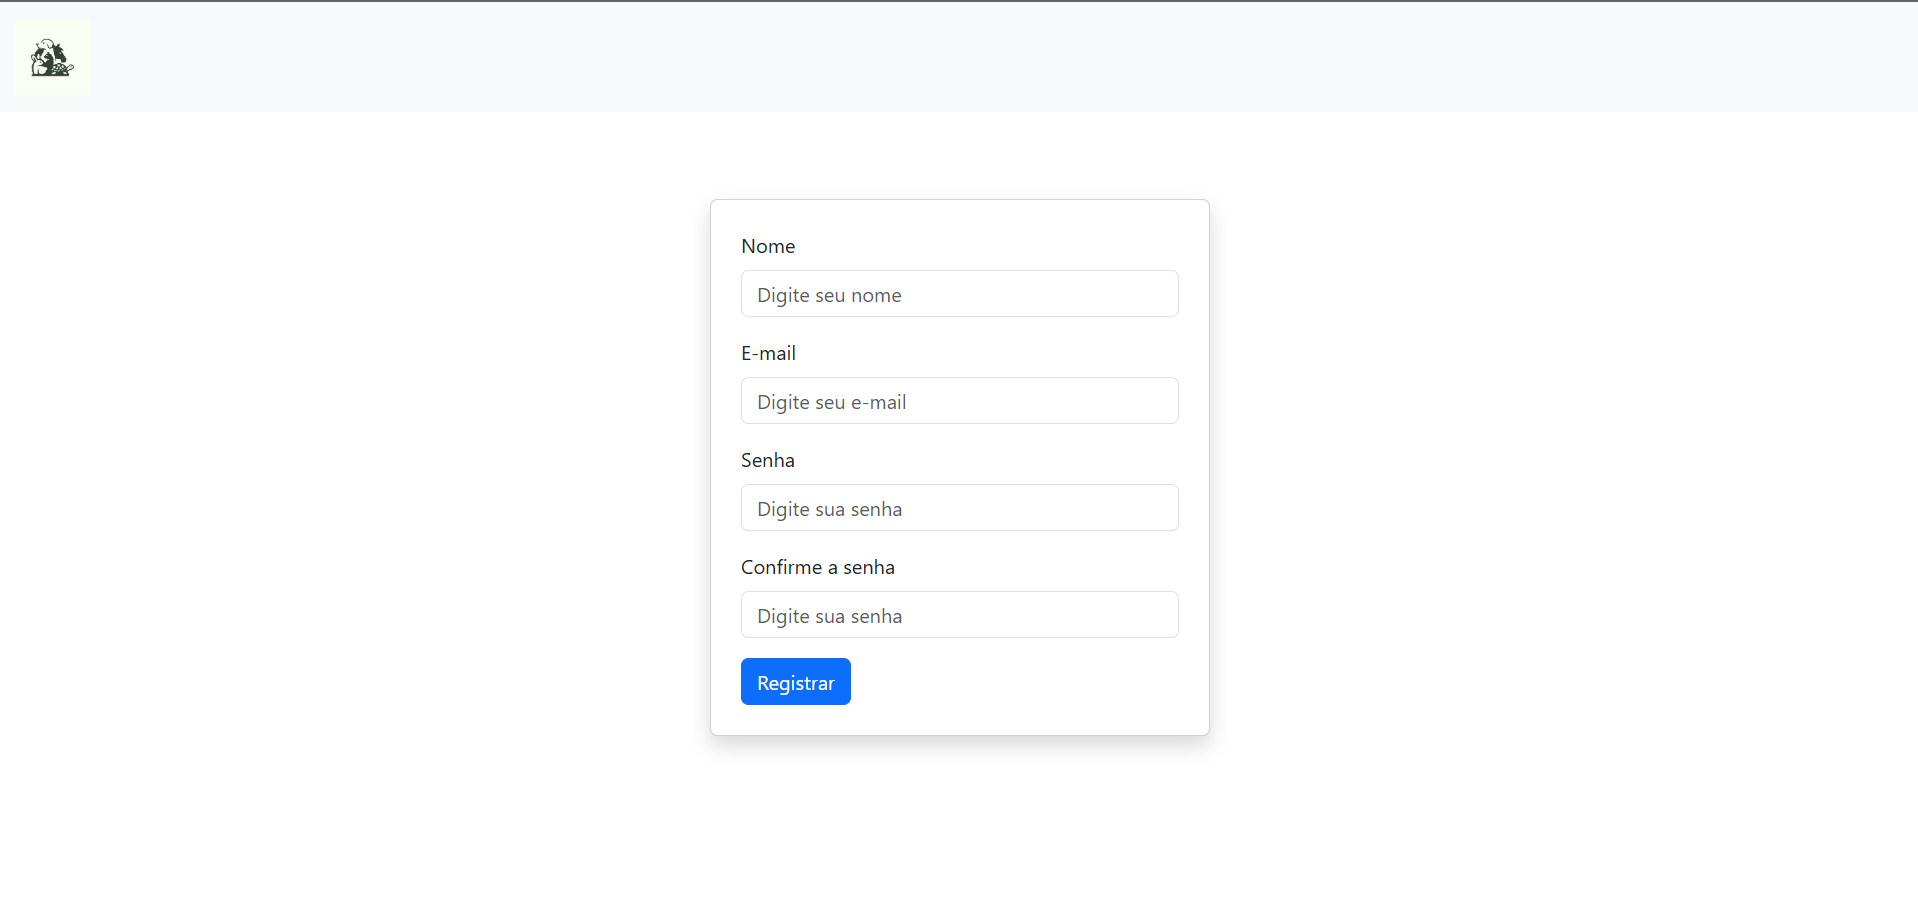 Nome
Digite seu nome
E-mail
Digite seu e-mail
Senha
Digite sua senha
Confirme a senha
Digite sua senha
Registrar